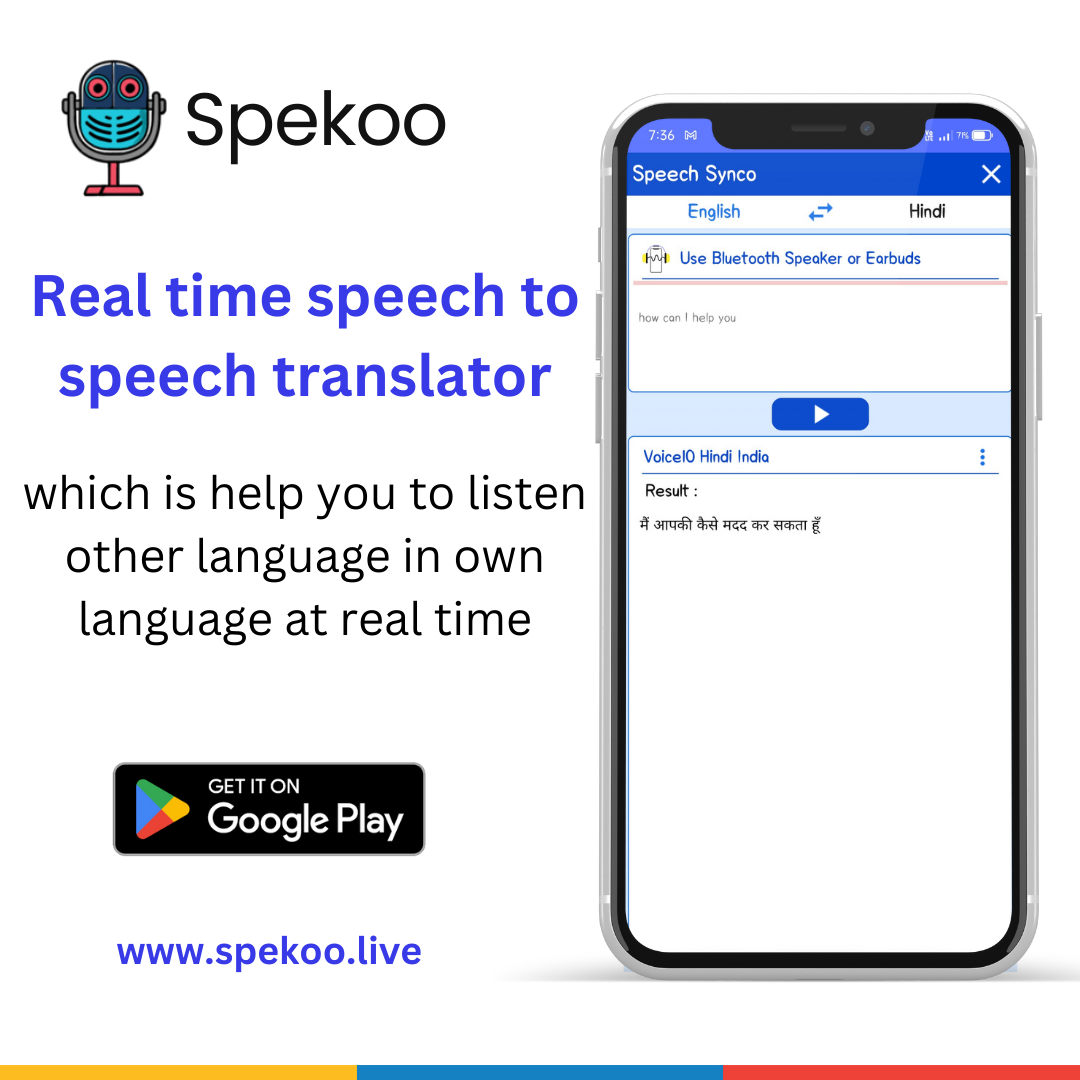 Spekoo
Real time speech to
speech translator
which is help you to listen
other language in own
language at real time
GET IT ON
Google Play
www.spekoo.live
7:36 71%
Speech Synco
English Hindi
Use Bluetooth Speaker or Earbuds
how can I help you
Voice10 Hindi India
Result :
मैं आपकी कैसे मदद कर सकता हूँ